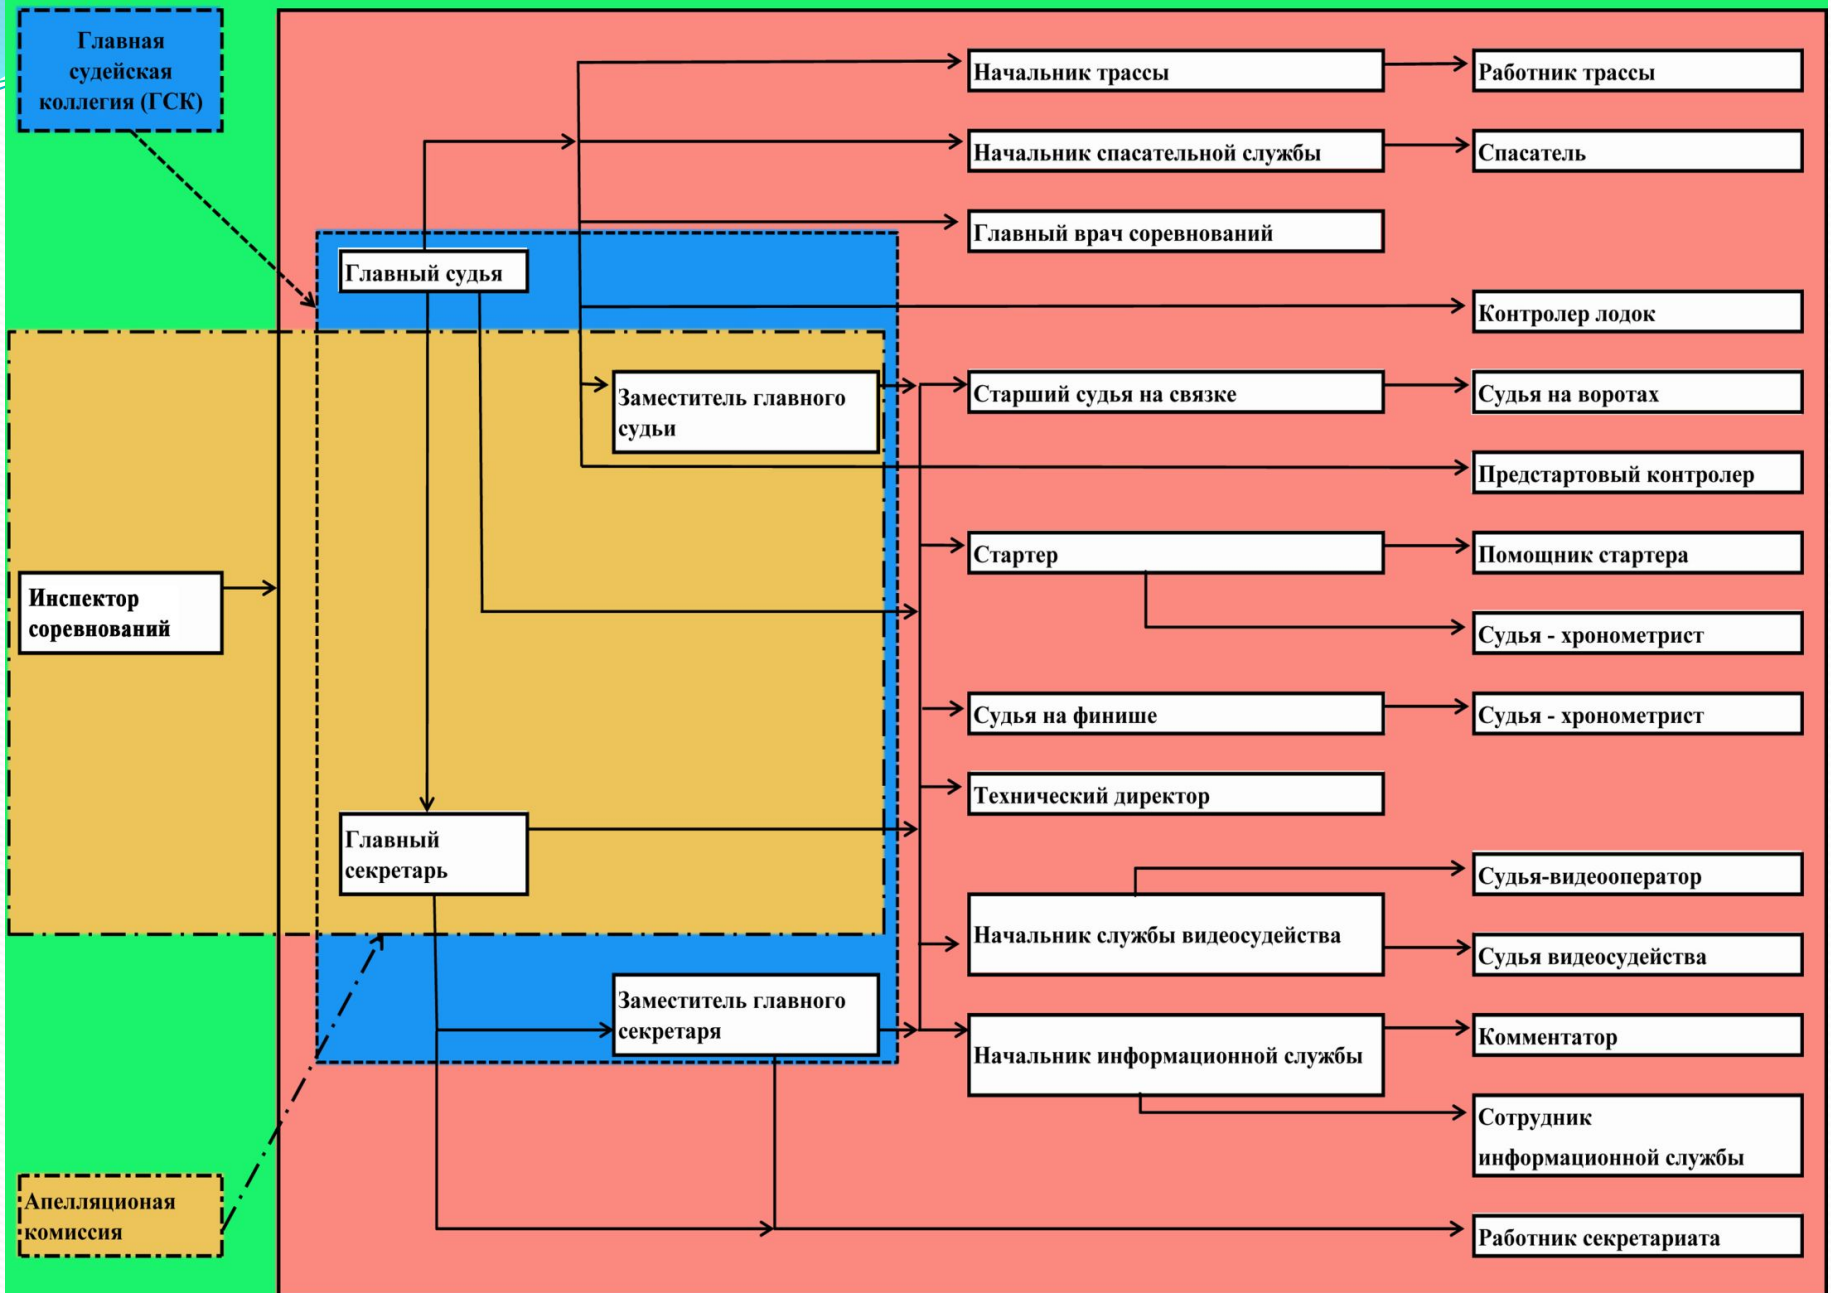 Главная
судейская
коллегия (ГСК)
Начальник трассы
Работник трассы
Начальник спасательной службы
Спасатель
Главный врач соревнований
Главный судья
Контролер лодок
Заместитель главного
судьи
Старший судья на связке
Судья на воротах
Предстартовый контролер
Стартер
Помощник стартера
Инспектор
соревнований
Судья - хронометрист
Судья на финише
Судья - хронометрист
Технический директор
Главный
секретарь
Судья-видеооператор
Начальник службы видеосудейства
Судья видеосудейства
Заместитель главного
секретаря
Начальник информационной службы
Комментатор
Сотрудник
информационной службы
Апелляционая
комиссия
Работник секретариата